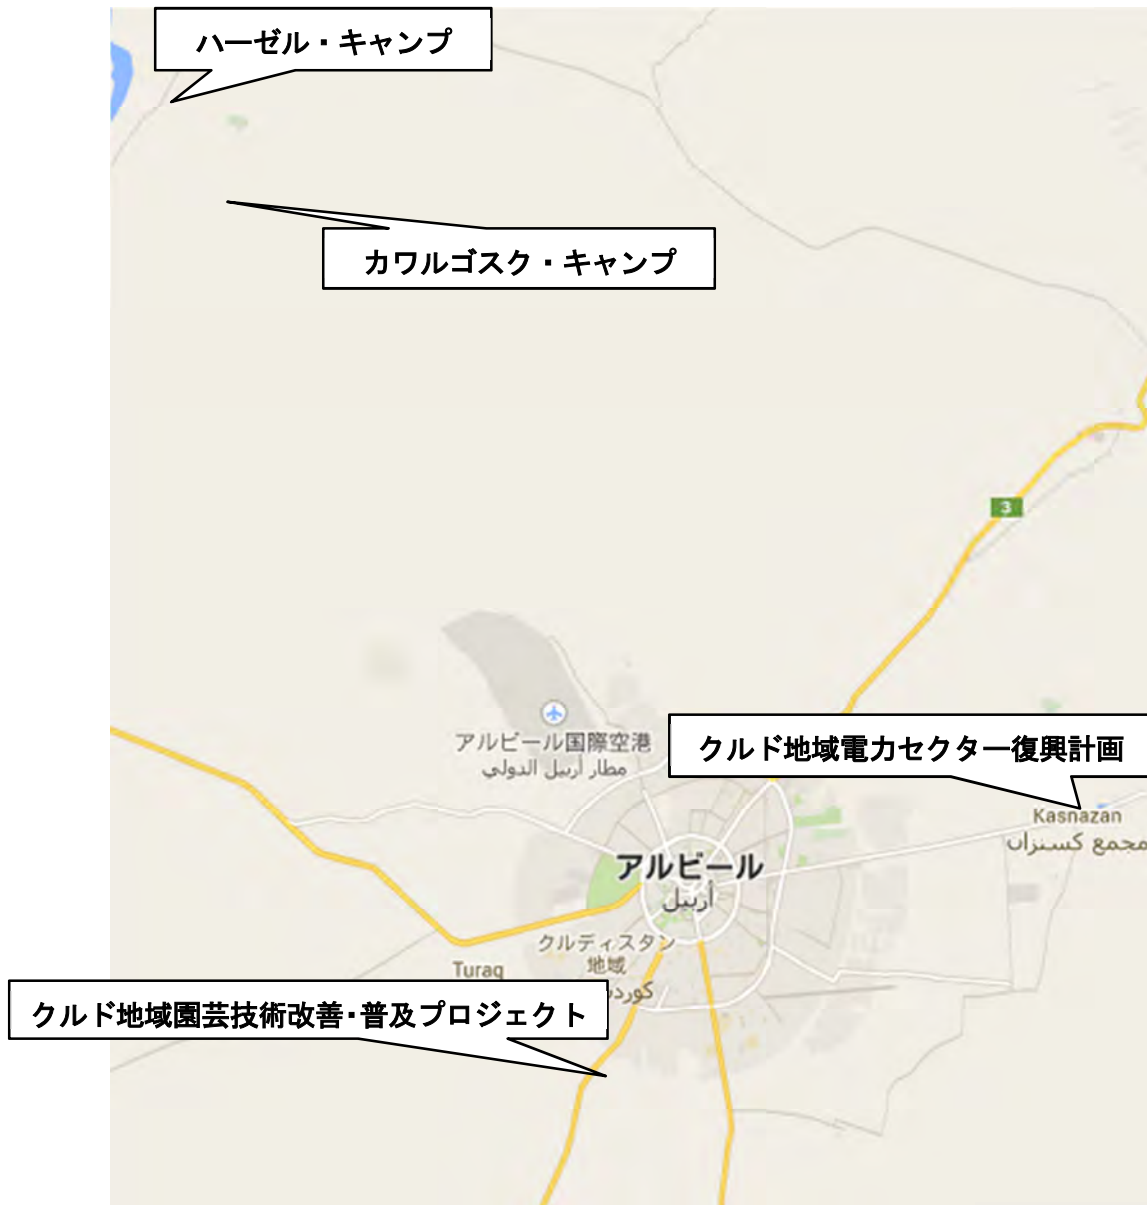 ハーゼル・キャンプ
カワルゴスク・キャンプ
3
アルビール国際空港
مطار أربيل الدولي
クルド地域電力セクター復興計画
Kasnazan
مجمع كسنزان
アルビール
أربيل
クルディスタン
地域
Turaq
クルド地域園芸技術改善・普及プロジェクト